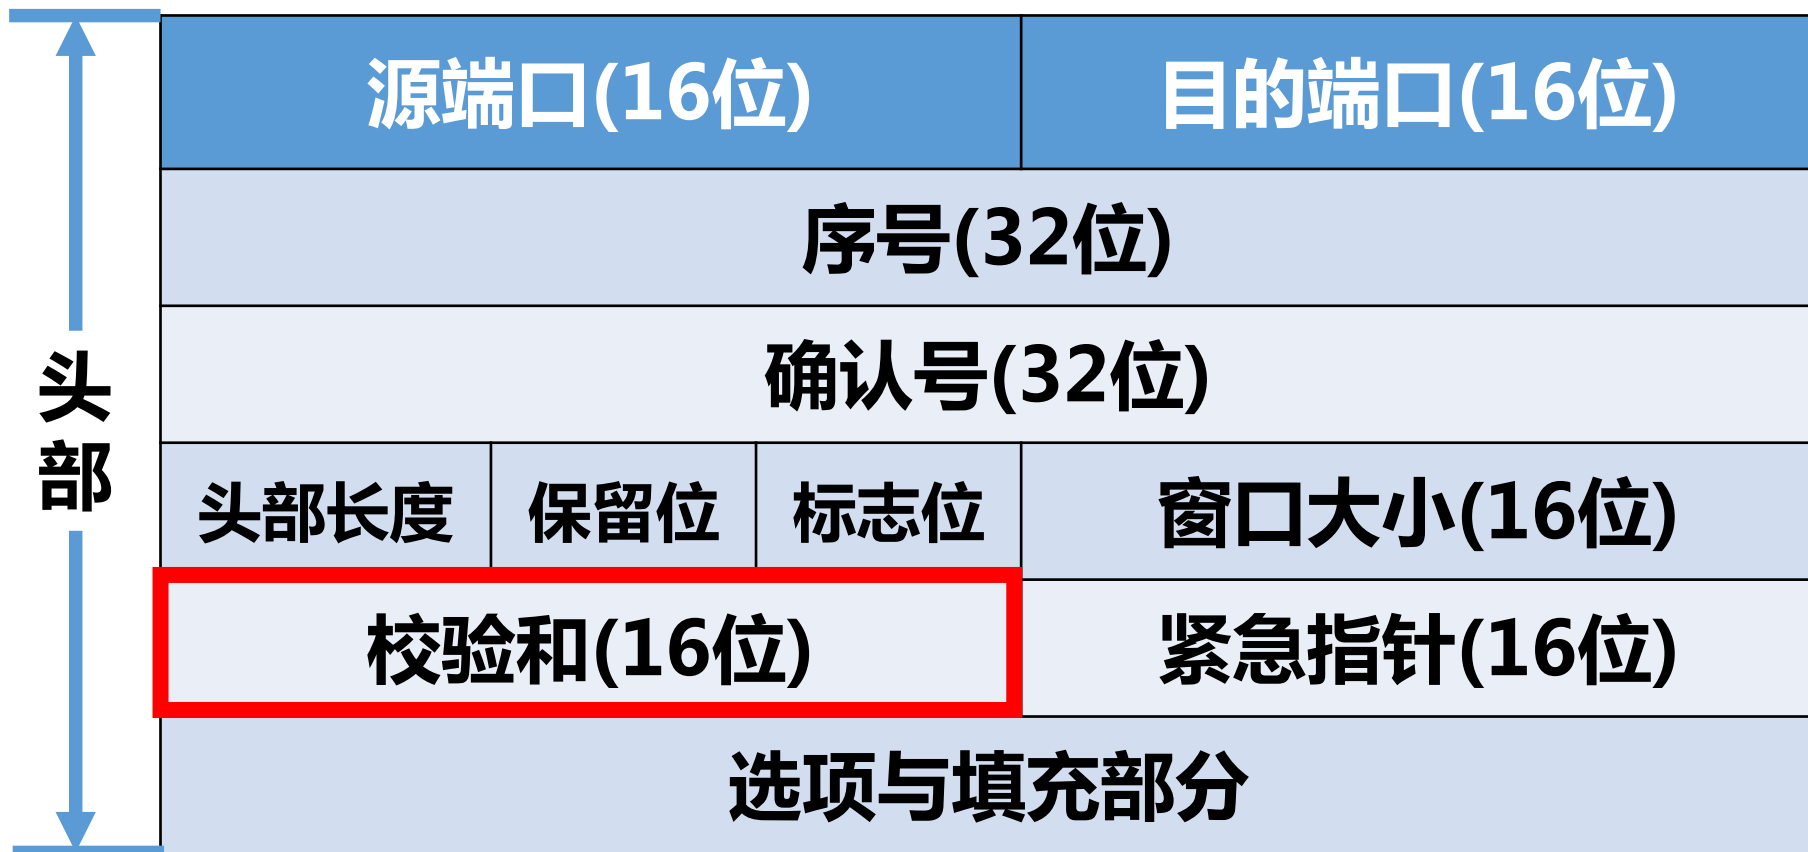 源端口(16位) 目的端口(16位)
序号(32位)
确认号(32位)
头部
头部长度 保留位 标志位 窗口大小(16位)
校验和(16位) 紧急指针(16位)
选项与填充部分